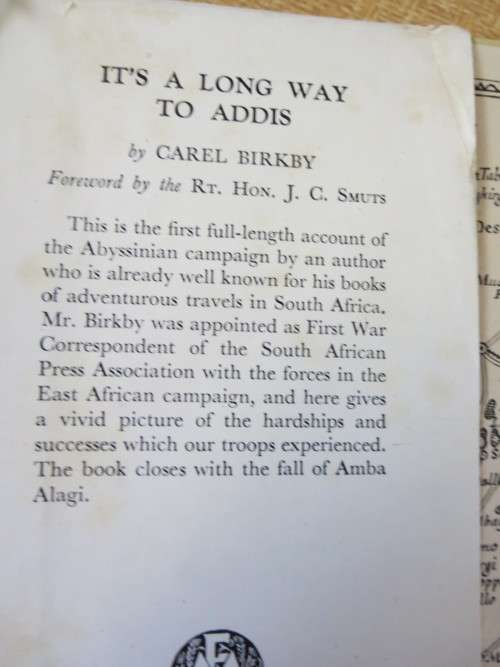 IT'S A LONG WAY
TO ADDIS
by CAREL BIRKBY
Foreword by the RT. HON. J. C. SMUTS
This is the first full-length account of
the Abyssinian campaign by an author
who is already well known for his books
of adventurous travels in South Africa.
Mr. Birkby was appointed as First War
Correspondent of the South African
Press Association with the forces in the
East African campaign, and here gives
a vivid picture of the hardships and
successes which our troops experienced.
The book closes with the fall of Amba
Alagi.